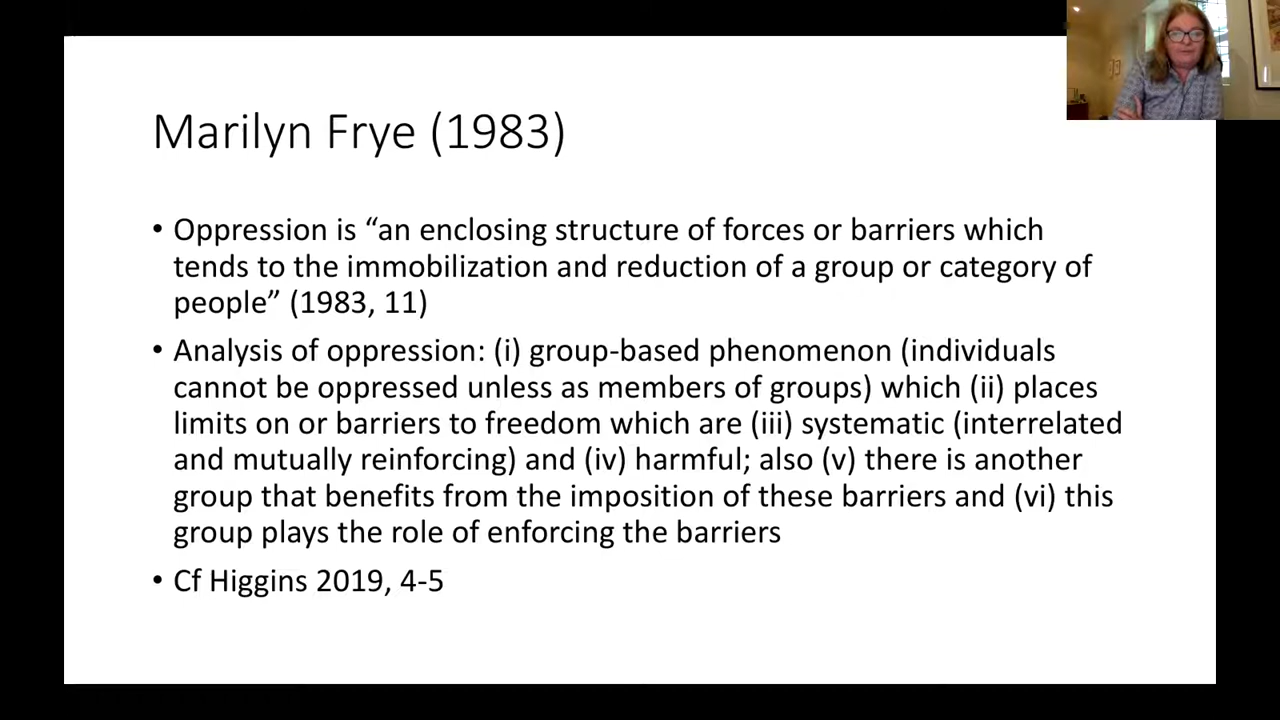 Marilyn Frye (1983)
• Oppression is “an enclosing structure of forces or barriers which
tends to the immobilization and reduction of a group or category of
people” (1983, 11)
• Analysis of oppression: (i) group-based phenomenon (individuals
cannot be oppressed unless as members of groups) which (ii) places
limits on or barriers to freedom which are (iii) systematic (interrelated
and mutually reinforcing) and (iv) harmful; also (v) there is another
group that benefits from the imposition of these barriers and (vi) this
group plays the role of enforcing the barriers
• Cf Higgins 2019, 4-5